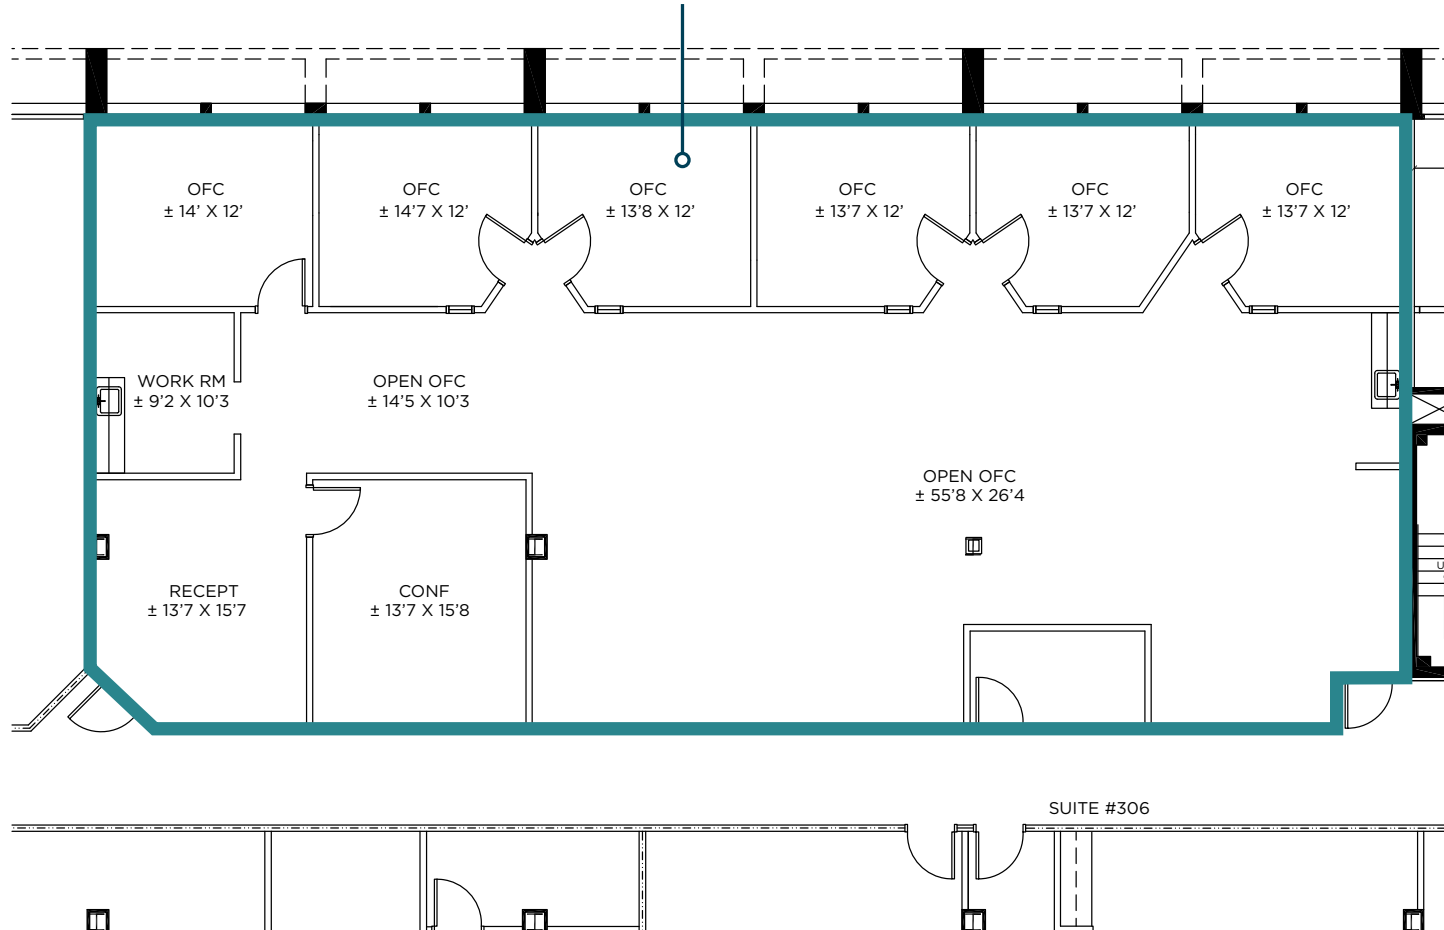 OFC
± 14’ X 12’
OFC
± 14’7 X 12’
OFC
± 13’8 X 12’
OFC
± 13’7 X 12’
OFC
± 13’7 X 12’
OFC
± 13’7 X 12’
WORK RM
± 9’2 X 10’3
OPEN OFC
± 14’5 X 10’3
OPEN OFC
± 55’8 X 26’4
RECEPT
± 13’7 X 15’7
CONF
± 13’7 X 15’8
SUITE #306